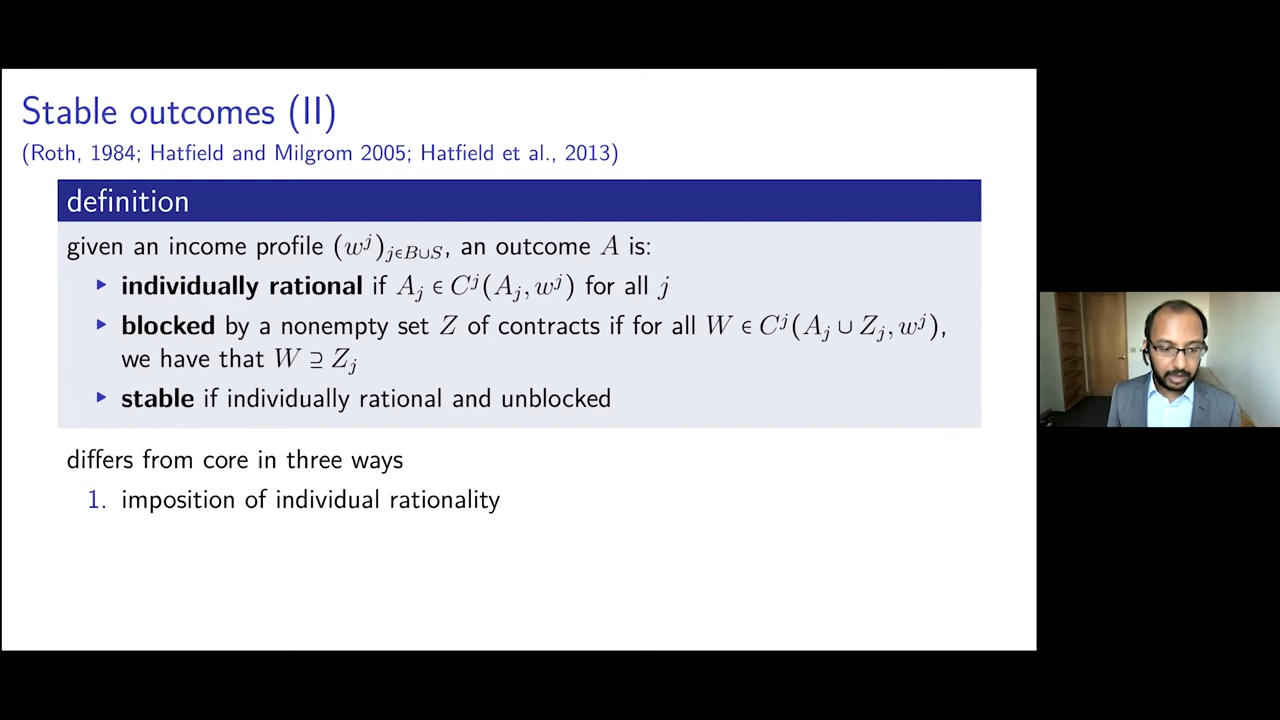 Stable outcomes (II)
(Roth, 1984; Hatfield and Milgrom 2005; Hatfield et al., 2013)
definition
given an income profile (w^j)_{j∈B∪S}, an outcome A is:
▸ individually rational if A_j ∈ C^j(A_j, w^j) for all j
▸ blocked by a nonempty set Z of contracts if for all W ∈ C^j(A_j ∪ Z_j, w^j),
we have that W ⊇ Z_j
▸ stable if individually rational and unblocked
differs from core in three ways
1. imposition of individual rationality